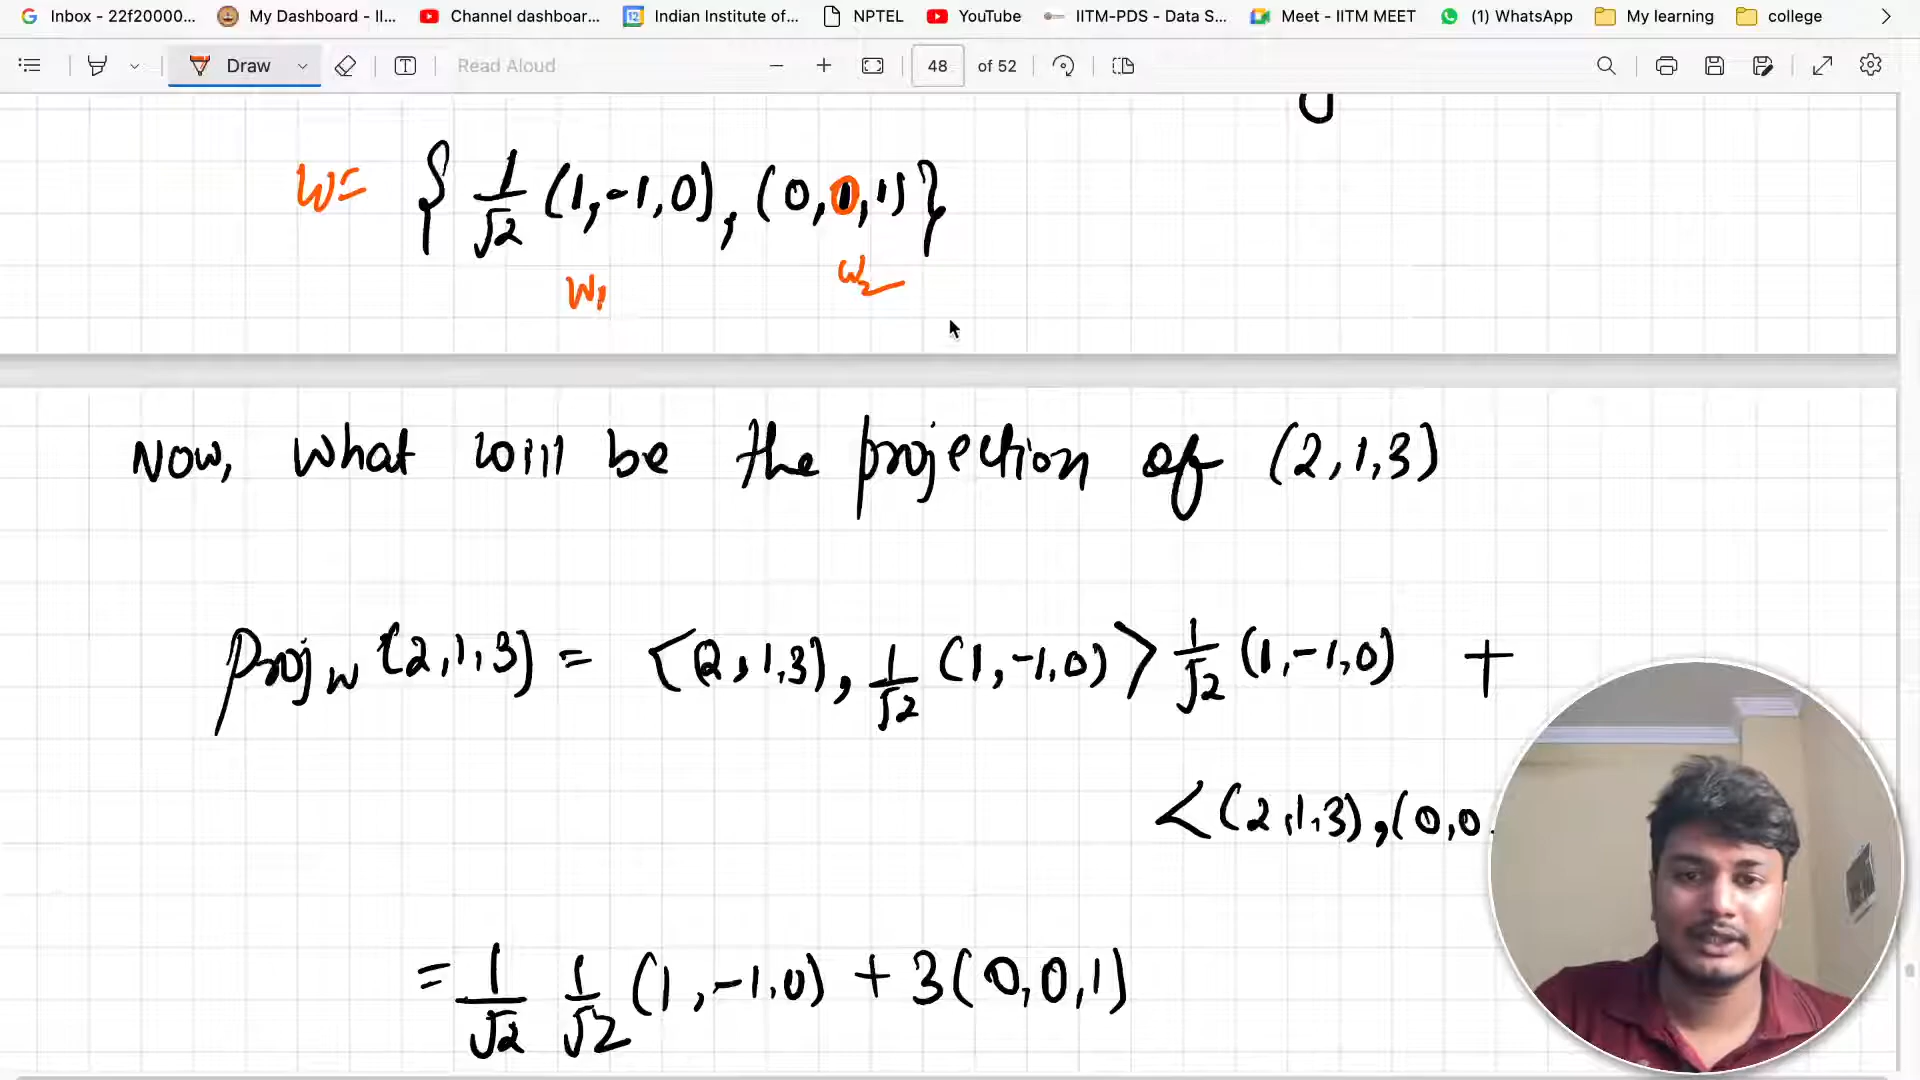 Inbox - 22f20000... My Dashboard - II... Channel dashboar... Indian Institute of... NPTEL YouTube IITM-PDS - Data S... Meet - IITM MEET (1) WhatsApp My learning college
Draw Read Aloud 48 of 52
W= { 1/√2 (1,-1,0), (0,0,1) }
W₁ W₂
Now, what will be the projection of (2,1,3)
Proj_W (2,1,3) = <(2,1,3), 1/√2 (1,-1,0)> 1/√2 (1,-1,0) +
<(2,1,3),(0,0
= 1/√2 1/√2 (1,-1,0) + 3(0,0,1)